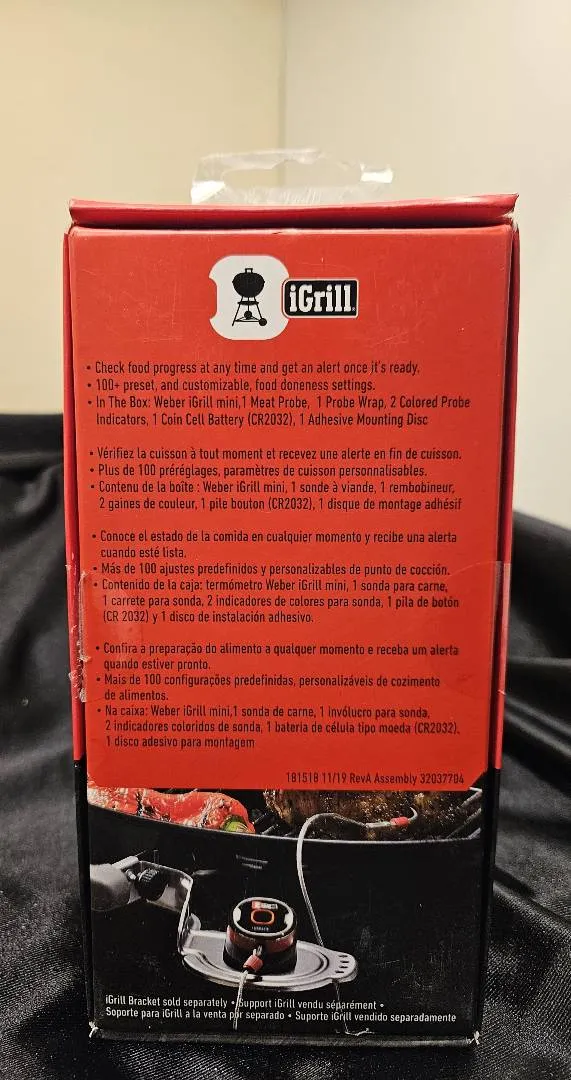 iGrill
• Check food progress at any time and get an alert once it's ready.
• 100+ preset, and customizable, food doneness settings.
• In The Box: Weber iGrill mini,1 Meat Probe, 1 Probe Wrap, 2 Colored Probe
Indicators, 1 Coin Cell Battery (CR2032), 1 Adhesive Mounting Disc
• Vérifiez la cuisson à tout moment et recevez une alerte en fin de cuisson.
• Plus de 100 préréglages, paramètres de cuisson personnalisables.
• Contenu de la boîte : Weber iGrill mini, 1 sonde à viande, 1 rembobineur,
2 gaines de couleur, 1 pile bouton (CR2032), 1 disque de montage adhésif
• Conoce el estado de la comida en cualquier momento y recibe una alerta
cuando esté lista.
• Más de 100 ajustes predefinidos y personalizables de punto de cocción.
• Contenido de la caja: termómetro Weber iGrill mini, 1 sonda para carne,
1 carrete para sonda, 2 indicadores de colores para sonda, 1 pila de botón
(CR 2032) y 1 disco de instalación adhesivo.
• Confira a preparação do alimento a qualquer momento e receba um alerta
quando estiver pronto.
• Mais de 100 configurações predefinidas, personalizáveis de cozimento
de alimentos.
• Na caixa: Weber iGrill mini,1 sonda de carne, 1 invólucro para sonda,
2 indicadores coloridos de sonda, 1 bateria de célula tipo moeda (CR2032),
1 disco adesivo para montagem
181518 11/19 RevA Assembly 32037704
iGrill
iGrill Bracket sold separately • Support iGrill vendu séparément •
Soporte para iGrill a la venta por separado • Suporte iGrill vendido separadamente